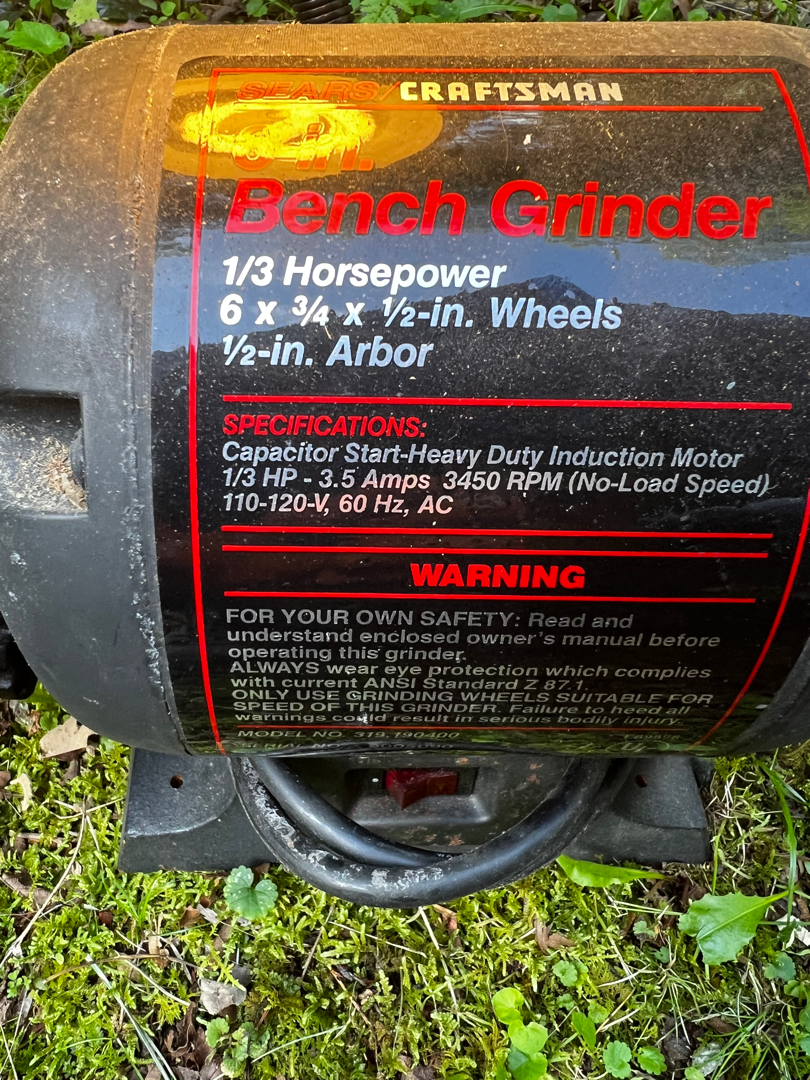 SEARS / CRAFTSMAN
6-in.
Bench Grinder
1/3 Horsepower
6 x ¾ x ½-in. Wheels
½-in. Arbor
SPECIFICATIONS:
Capacitor Start-Heavy Duty Induction Motor
1/3 HP - 3.5 Amps 3450 RPM (No-Load Speed)
110-120-V, 60 Hz, AC
WARNING
FOR YOUR OWN SAFETY: Read and
understand enclosed owner's manual before
operating this grinder.
ALWAYS wear eye protection which complies
with current ANSI Standard Z 87.1.
ONLY USE GRINDING WHEELS SUITABLE FOR
SPEED OF THIS GRINDER. Failure to heed all
warnings could result in serious bodily injury.
MODEL NO.